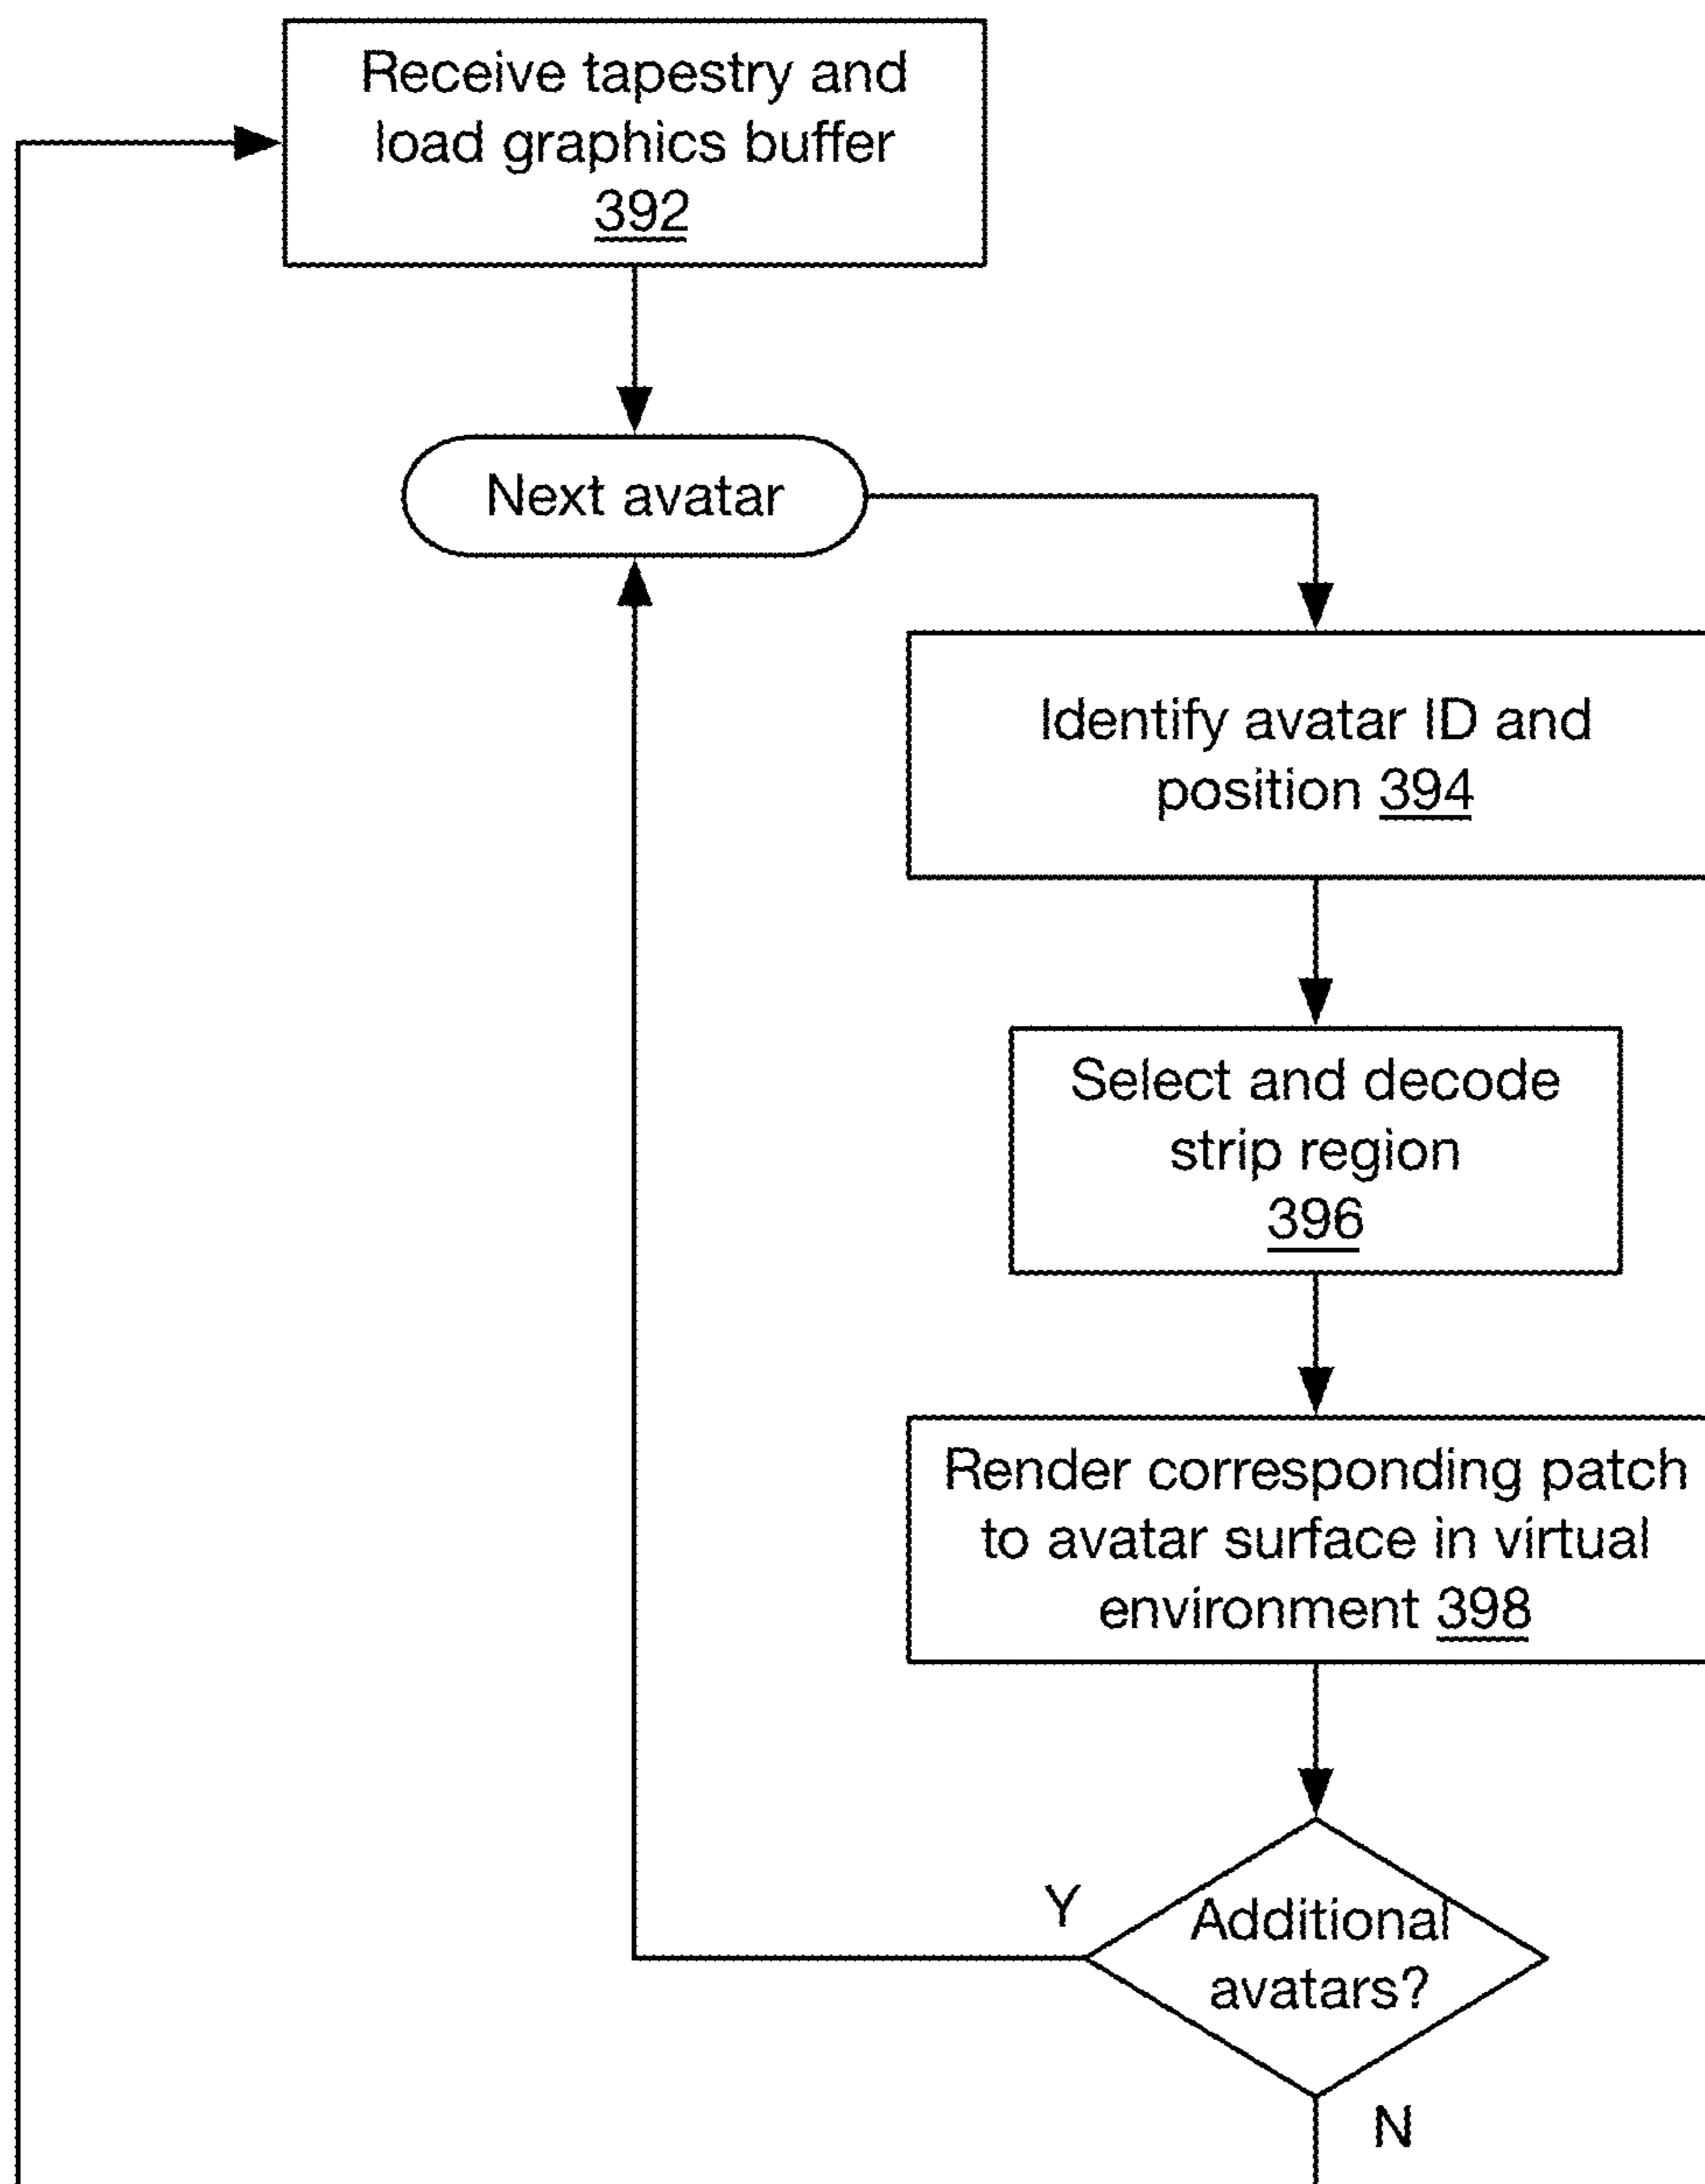 Receive tapestry and
load graphics buffer
392
Next avatar
Identify avatar ID and
position 394
Select and decode
strip region
396
Render corresponding patch
to avatar surface in virtual
environment 398
Y
Additional
avatars?
N